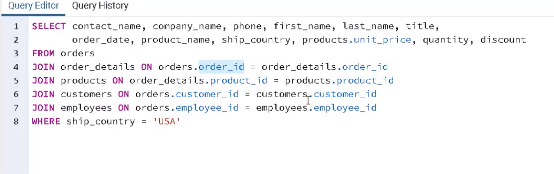 Query Editor Query History
1 SELECT contact_name, company_name, phone, first_name, last_name, title,
2 order_date, product_name, ship_country, products.unit_price, quantity, discount
3 FROM orders
4 JOIN order_details ON orders.order_id = order_details.order_id
5 JOIN products ON order_details.product_id = products.product_id
6 JOIN customers ON orders.customer_id = customers.customer_id
7 JOIN employees ON orders.employee_id = employees.employee_id
8 WHERE ship_country = 'USA'